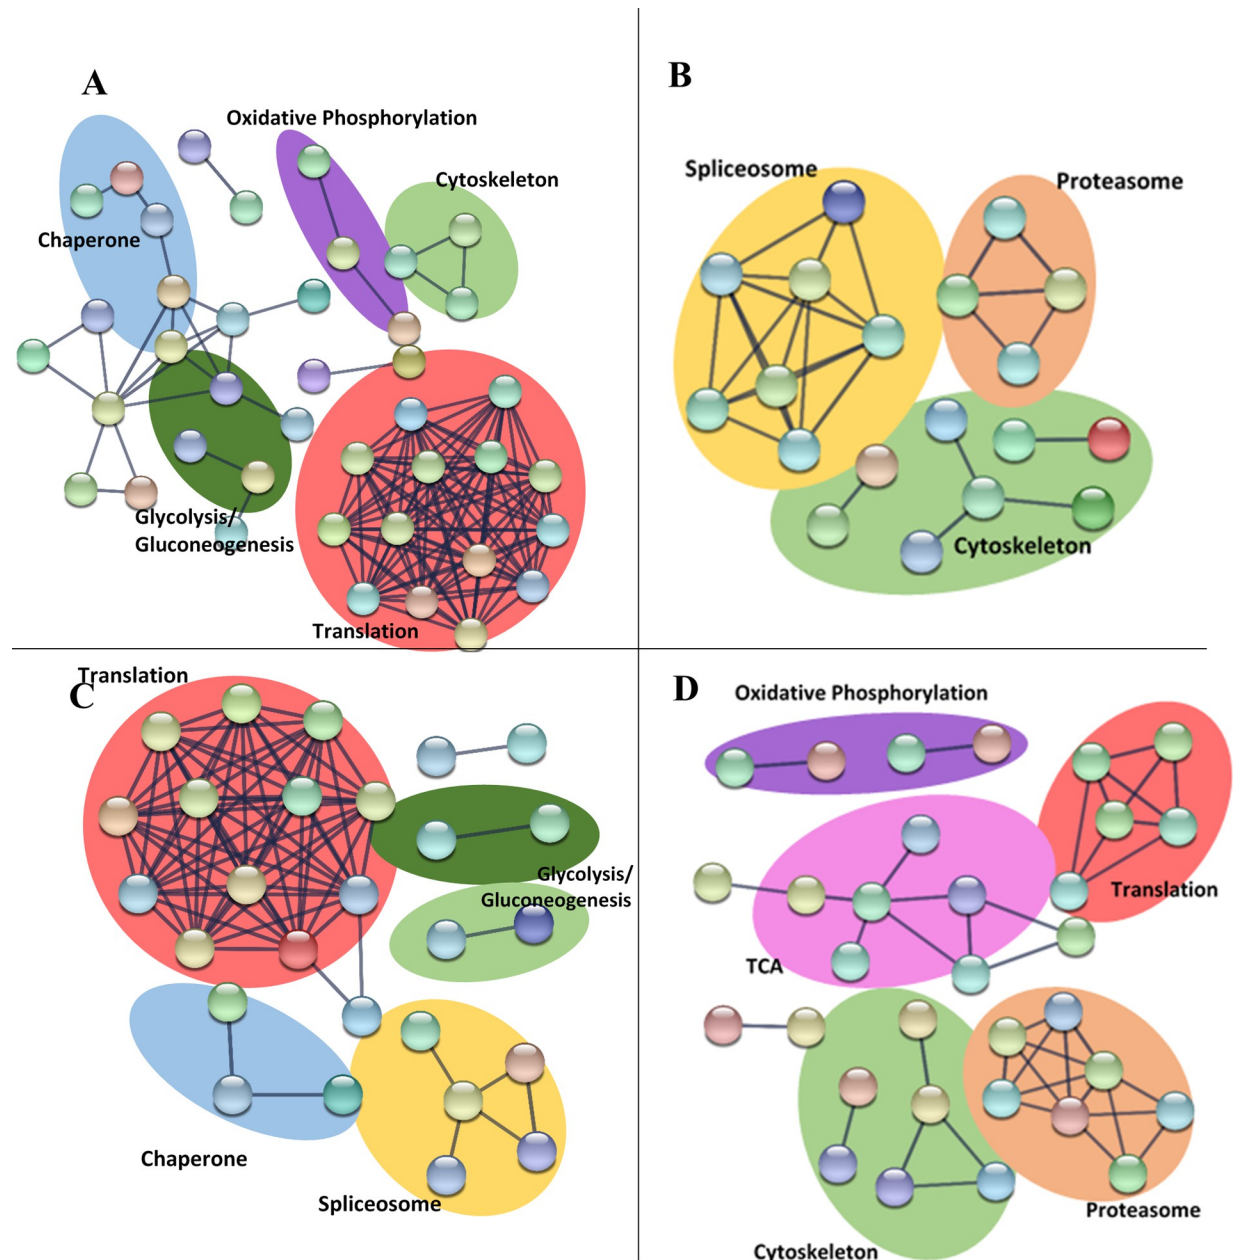 A
Oxidative Phosphorylation
Cytoskeleton
Chaperone
Glycolysis/
Gluconeogenesis
Translation
B
Spliceosome
Proteasome
Cytoskeleton
Translation
C
Glycolysis/
Gluconeogenesis
Chaperone
Spliceosome
D
Oxidative Phosphorylation
Translation
TCA
Proteasome
Cytoskeleton